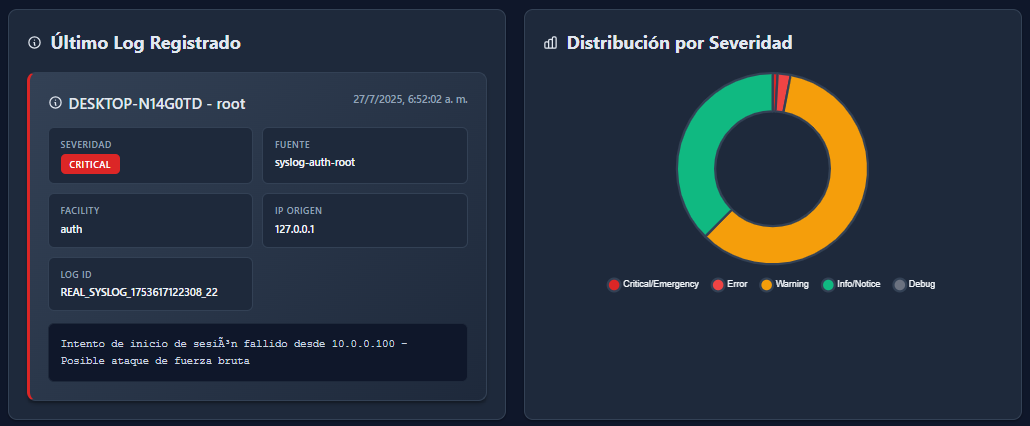 Último Log Registrado
DESKTOP-N14G0TD - root
27/7/2025, 6:52:02 a. m.
SEVERIDAD
CRITICAL
FUENTE
syslog-auth-root
FACILITY
auth
IP ORIGEN
127.0.0.1
LOG ID
REAL_SYSLOG_1753617122308_22
Intento de inicio de sesiÃ³n fallido desde 10.0.0.100 -
Posible ataque de fuerza bruta
Distribución por Severidad
Critical/Emergency
Error
Warning
Info/Notice
Debug